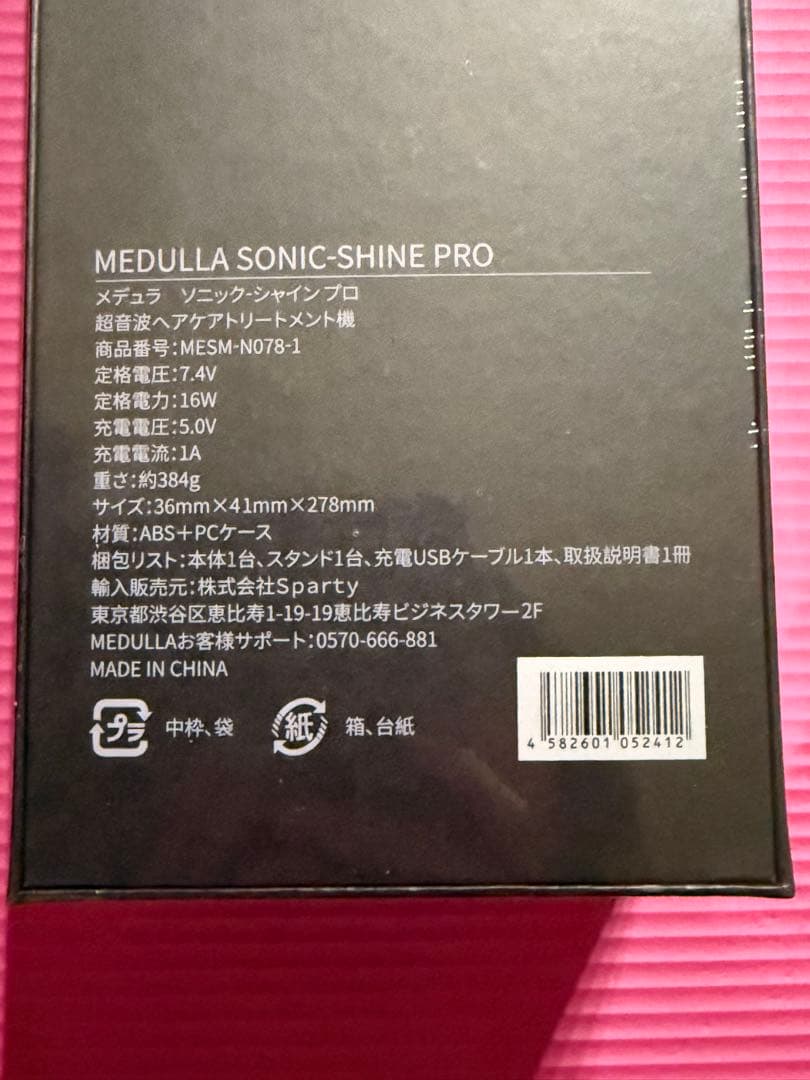 MEDULLA SONIC-SHINE PRO
メデュラ　ソニック-シャイン プロ
超音波ヘアケアトリートメント機
商品番号：MESM-N078-1
定格電圧：7.4V
定格電力：16W
充電電圧：5.0V
充電電流：1A
重さ：約384g
サイズ：36mm×41mm×278mm
材質：ABS＋PCケース
梱包リスト：本体1台、スタンド1台、充電USBケーブル1本、取扱説明書1冊
輸入販売元：株式会社Sparty
東京都渋谷区恵比寿1-19-19恵比寿ビジネスタワー2F
MEDULLAお客様サポート：0570-666-881
MADE IN CHINA
プラ 中枠、袋 紙 箱、台紙
4 582601 052412